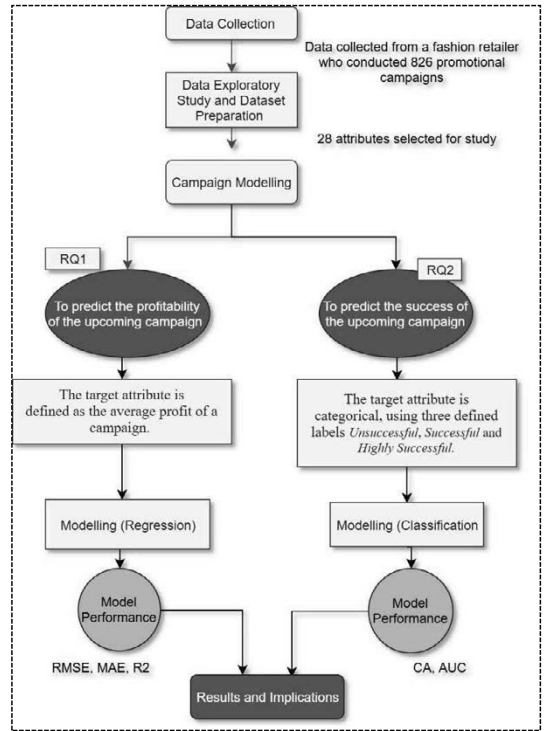 Data Collection
Data collected from a fashion retailer
who conducted 826 promotional
campaigns
Data Exploratory
Study and Dataset
Preparation
28 attributes selected for study
Campaign Modelling
RQ1
To predict the profitability
of the upcoming campaign
The target attribute is
defined as the average profit of a
campaign.
Modelling (Regression)
Model
Performance
RMSE, MAE, R2
RQ2
To predict the success of
the upcoming campaign
The target attribute is
categorical, using three defined
labels Unsuccessful, Successful and
Highly Successful.
Modelling (Classification
Model
Performance
CA, AUC
Results and Implications